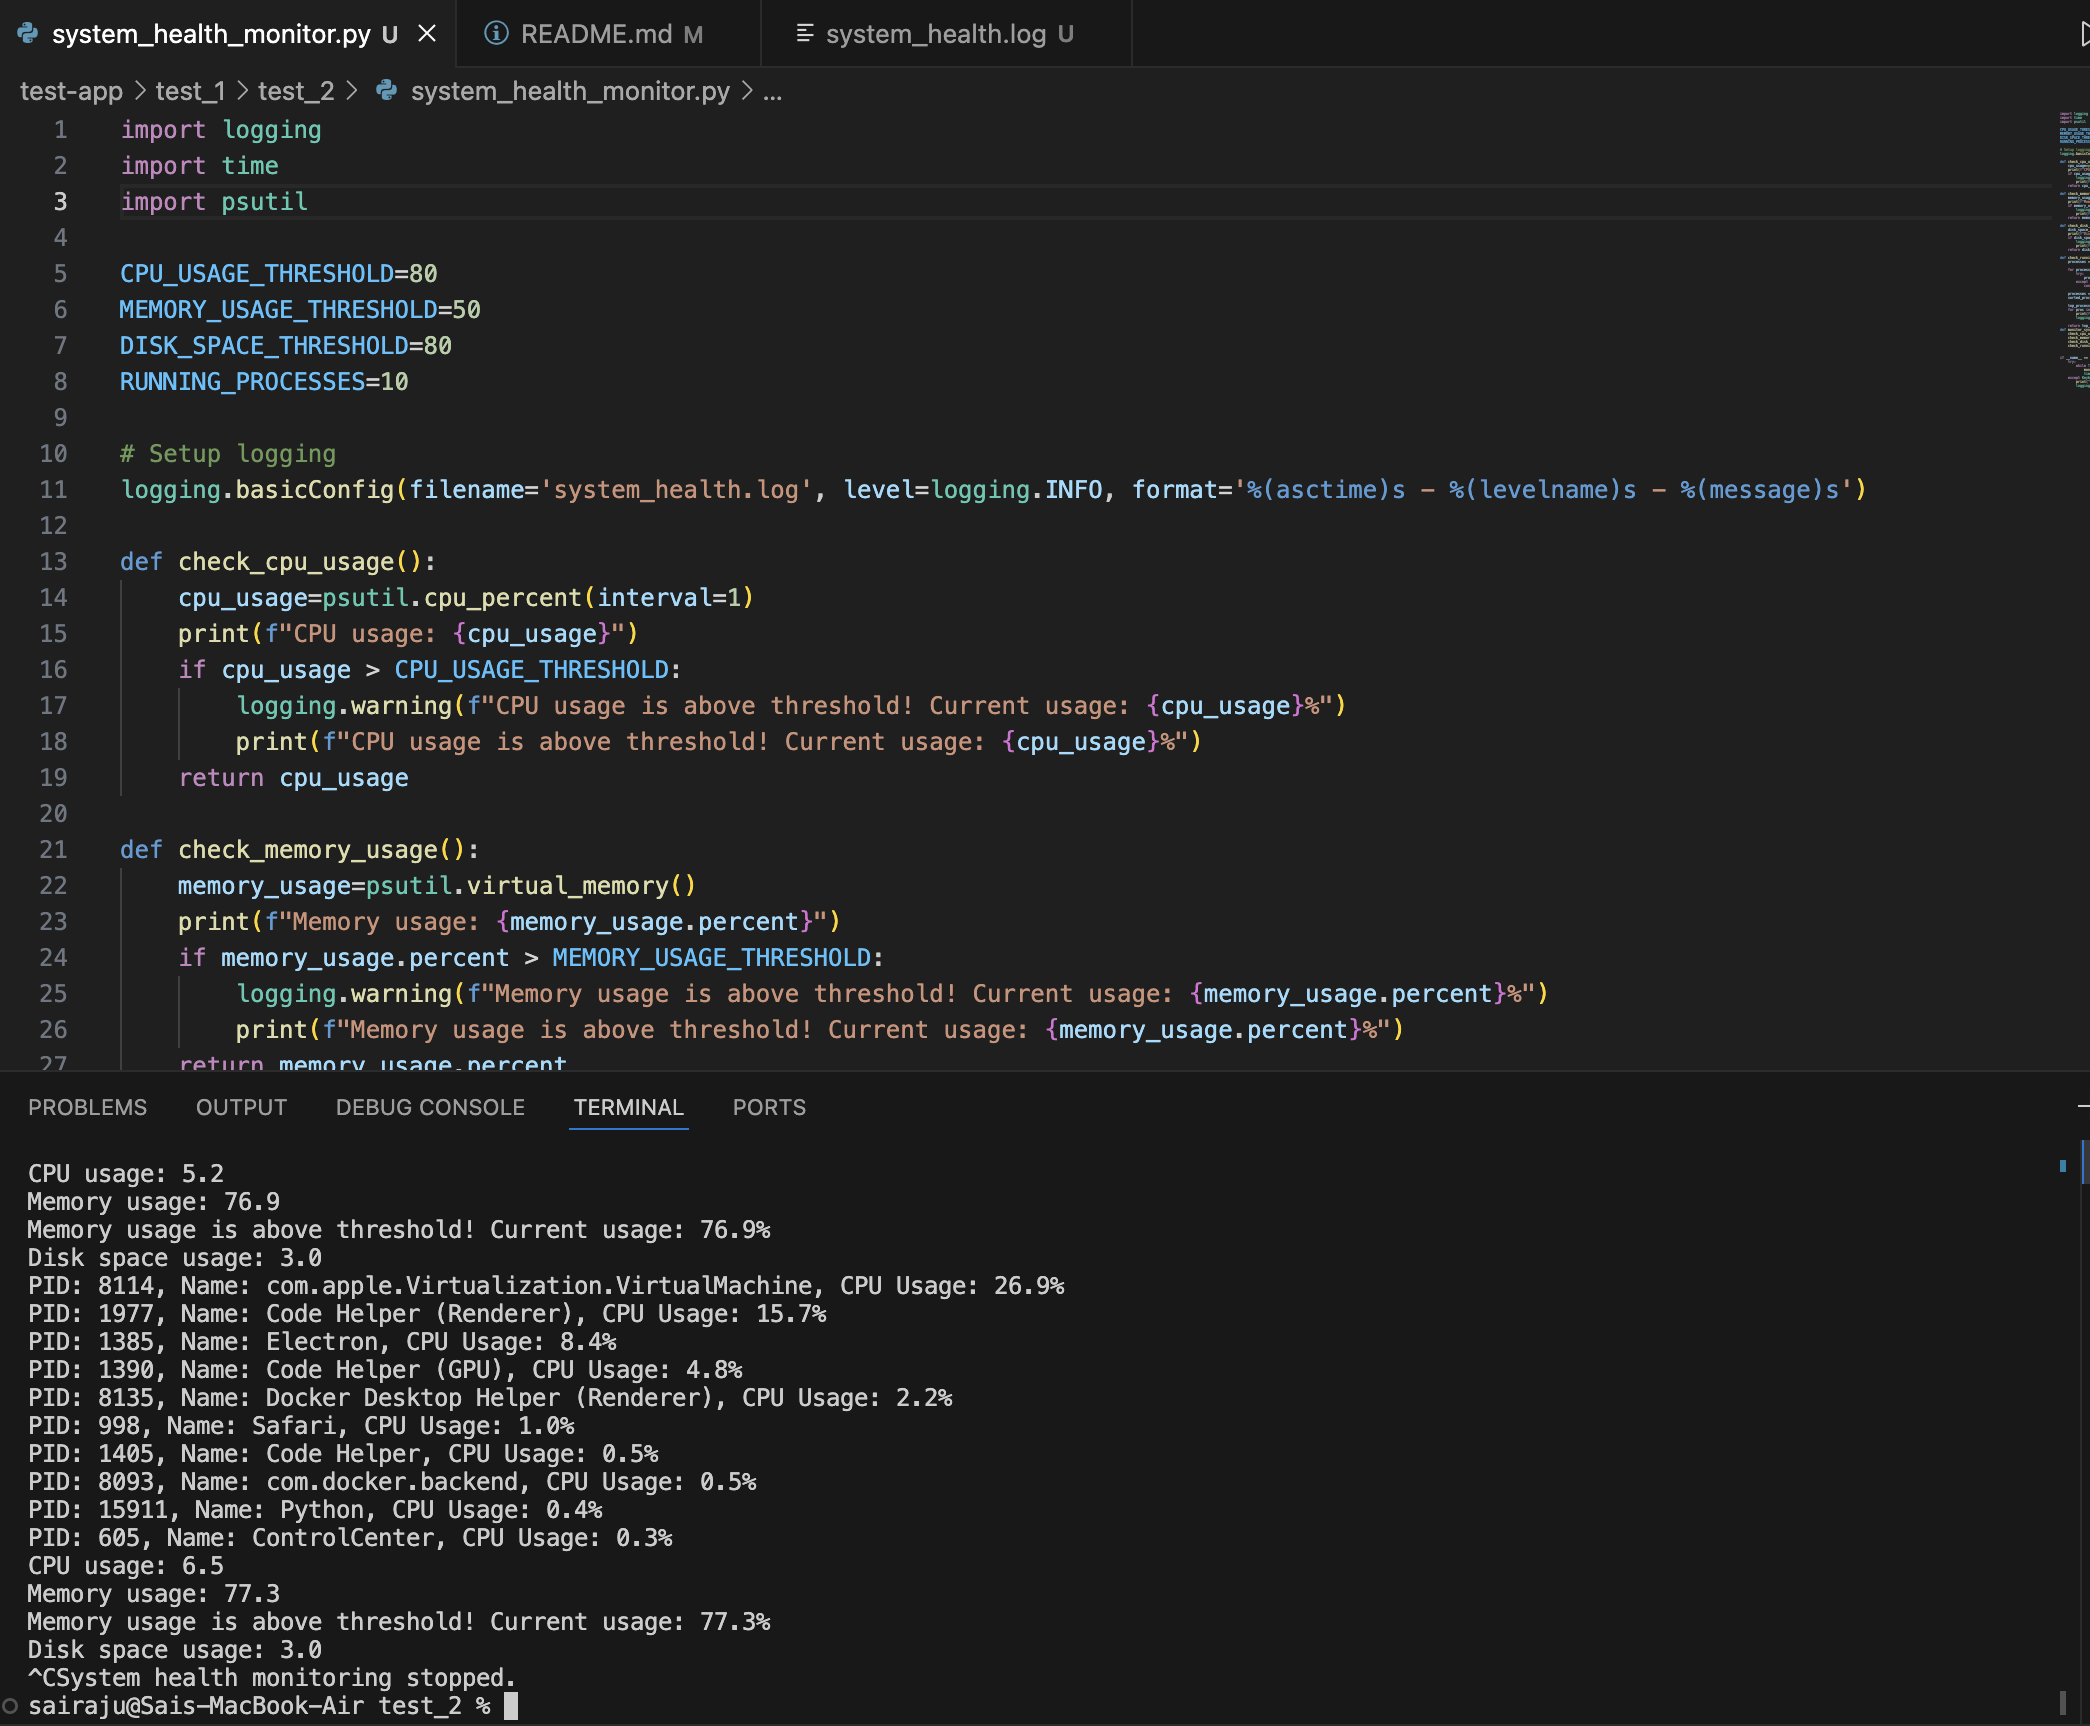 system_health_monitor.py U
README.md M
system_health.log U
test-app > test_1 > test_2 > system_health_monitor.py > ...
1 import logging
2 import time
3 import psutil
4
5 CPU_USAGE_THRESHOLD=80
6 MEMORY_USAGE_THRESHOLD=50
7 DISK_SPACE_THRESHOLD=80
8 RUNNING_PROCESSES=10
9
10 # Setup logging
11 logging.basicConfig(filename='system_health.log', level=logging.INFO, format='%(asctime)s - %(levelname)s - %(message)s')
12
13 def check_cpu_usage():
14     cpu_usage=psutil.cpu_percent(interval=1)
15     print(f"CPU usage: {cpu_usage}")
16     if cpu_usage > CPU_USAGE_THRESHOLD:
17         logging.warning(f"CPU usage is above threshold! Current usage: {cpu_usage}%")
18         print(f"CPU usage is above threshold! Current usage: {cpu_usage}%")
19     return cpu_usage
20
21 def check_memory_usage():
22     memory_usage=psutil.virtual_memory()
23     print(f"Memory usage: {memory_usage.percent}")
24     if memory_usage.percent > MEMORY_USAGE_THRESHOLD:
25         logging.warning(f"Memory usage is above threshold! Current usage: {memory_usage.percent}%")
26         print(f"Memory usage is above threshold! Current usage: {memory_usage.percent}%")
27     return memory_usage.percent
PROBLEMS OUTPUT DEBUG CONSOLE TERMINAL PORTS
CPU usage: 5.2
Memory usage: 76.9
Memory usage is above threshold! Current usage: 76.9%
Disk space usage: 3.0
PID: 8114, Name: com.apple.Virtualization.VirtualMachine, CPU Usage: 26.9%
PID: 1977, Name: Code Helper (Renderer), CPU Usage: 15.7%
PID: 1385, Name: Electron, CPU Usage: 8.4%
PID: 1390, Name: Code Helper (GPU), CPU Usage: 4.8%
PID: 8135, Name: Docker Desktop Helper (Renderer), CPU Usage: 2.2%
PID: 998, Name: Safari, CPU Usage: 1.0%
PID: 1405, Name: Code Helper, CPU Usage: 0.5%
PID: 8093, Name: com.docker.backend, CPU Usage: 0.5%
PID: 15911, Name: Python, CPU Usage: 0.4%
PID: 605, Name: ControlCenter, CPU Usage: 0.3%
CPU usage: 6.5
Memory usage: 77.3
Memory usage is above threshold! Current usage: 77.3%
Disk space usage: 3.0
^CSystem health monitoring stopped.
sairaju@Sais-MacBook-Air test_2 %